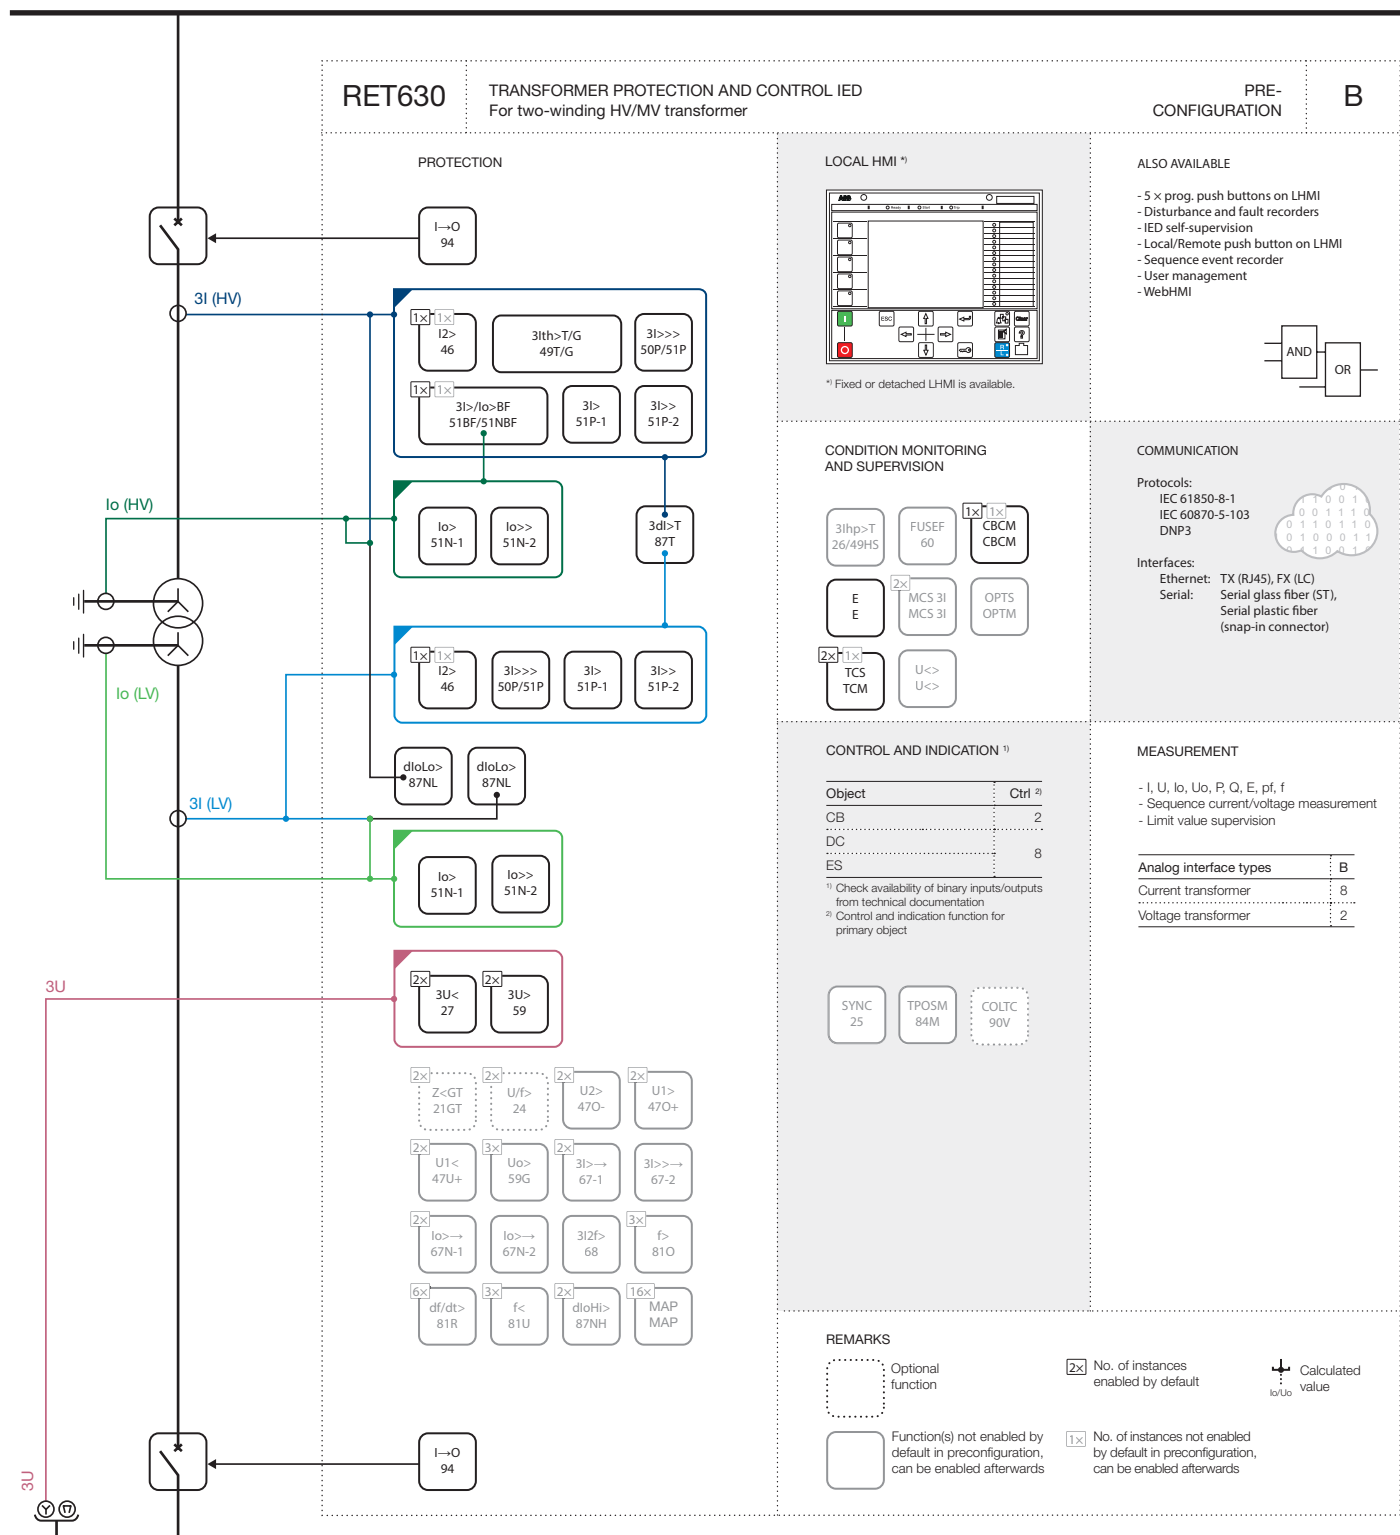 RET630
TRANSFORMER PROTECTION AND CONTROL IED
For two-winding HV/MV transformer
PRE-
CONFIGURATION
B
PROTECTION
I→O
94
3I (HV)
1×
1×
I2>
46
3Ith>T/G
49T/G
3I>>>
50P/51P
1×
1×
3I>/Io>BF
51BF/51NBF
3I>
51P-1
3I>>
51P-2
Io (HV)
Io>
51N-1
Io>>
51N-2
3dI>T
87T
1×
1×
I2>
46
3I>>>
50P/51P
3I>
51P-1
3I>>
51P-2
Io (LV)
dIoLo>
87NL
dIoLo>
87NL
3I (LV)
Io>
51N-1
Io>>
51N-2
3U
2×
3U<
27
2×
3U>
59
2×
Z<GT
21GT
2×
U/f>
24
2×
U2>
47O-
2×
U1>
47O+
2×
U1<
47U+
3×
Uo>
59G
2×
3I>→
67-1
3I>>→
67-2
2×
Io>→
67N-1
Io>→
67N-2
3I2f>
68
3×
f>
81O
6×
df/dt>
81R
3×
f<
81U
2×
dIoHi>
87NH
16×
MAP
MAP
I→O
94
3U
LOCAL HMI *)
ABB
Ready
Start
Trip
ESC
Clear
I
O
?
R
L
*) Fixed or detached LHMI is available.
ALSO AVAILABLE
- 5 × prog. push buttons on LHMI
- Disturbance and fault recorders
- IED self-supervision
- Local/Remote push button on LHMI
- Sequence event recorder
- User management
- WebHMI
AND
OR
CONDITION MONITORING
AND SUPERVISION
3Ihp>T
26/49HS
FUSEF
60
1×
1×
CBCM
CBCM
E
E
2×
MCS 3I
MCS 3I
OPTS
OPTM
2×
1×
TCS
TCM
U<>
U<>
COMMUNICATION
Protocols:
IEC 61850-8-1
IEC 60870-5-103
DNP3
Interfaces:
Ethernet: TX (RJ45), FX (LC)
Serial: Serial glass fiber (ST),
Serial plastic fiber
(snap-in connector)
CONTROL AND INDICATION 1)
Object Ctrl 2)
CB 2
DC
8
ES
1) Check availability of binary inputs/outputs
from technical documentation
2) Control and indication function for
primary object
SYNC
25
TPOSM
84M
COLTC
90V
MEASUREMENT
- I, U, Io, Uo, P, Q, E, pf, f
- Sequence current/voltage measurement
- Limit value supervision
Analog interface types B
Current transformer 8
Voltage transformer 2
REMARKS
Optional
function
2×
No. of instances
enabled by default
Io/Uo
Calculated
value
Function(s) not enabled by
default in preconfiguration,
can be enabled afterwards
1×
No. of instances not enabled
by default in preconfiguration,
can be enabled afterwards